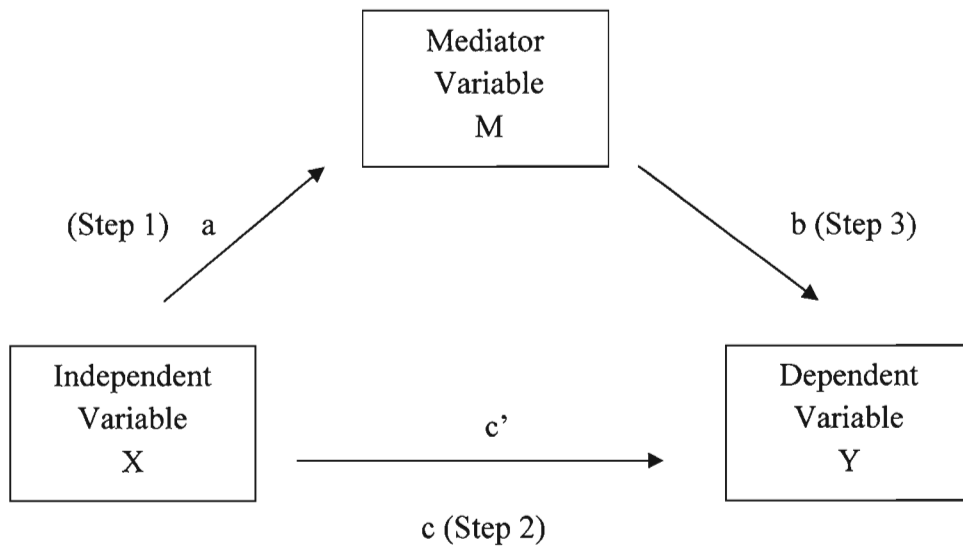 Mediator
Variable
M
(Step 1) a
b (Step 3)
Independent
Variable
X
c’
c (Step 2)
Dependent
Variable
Y